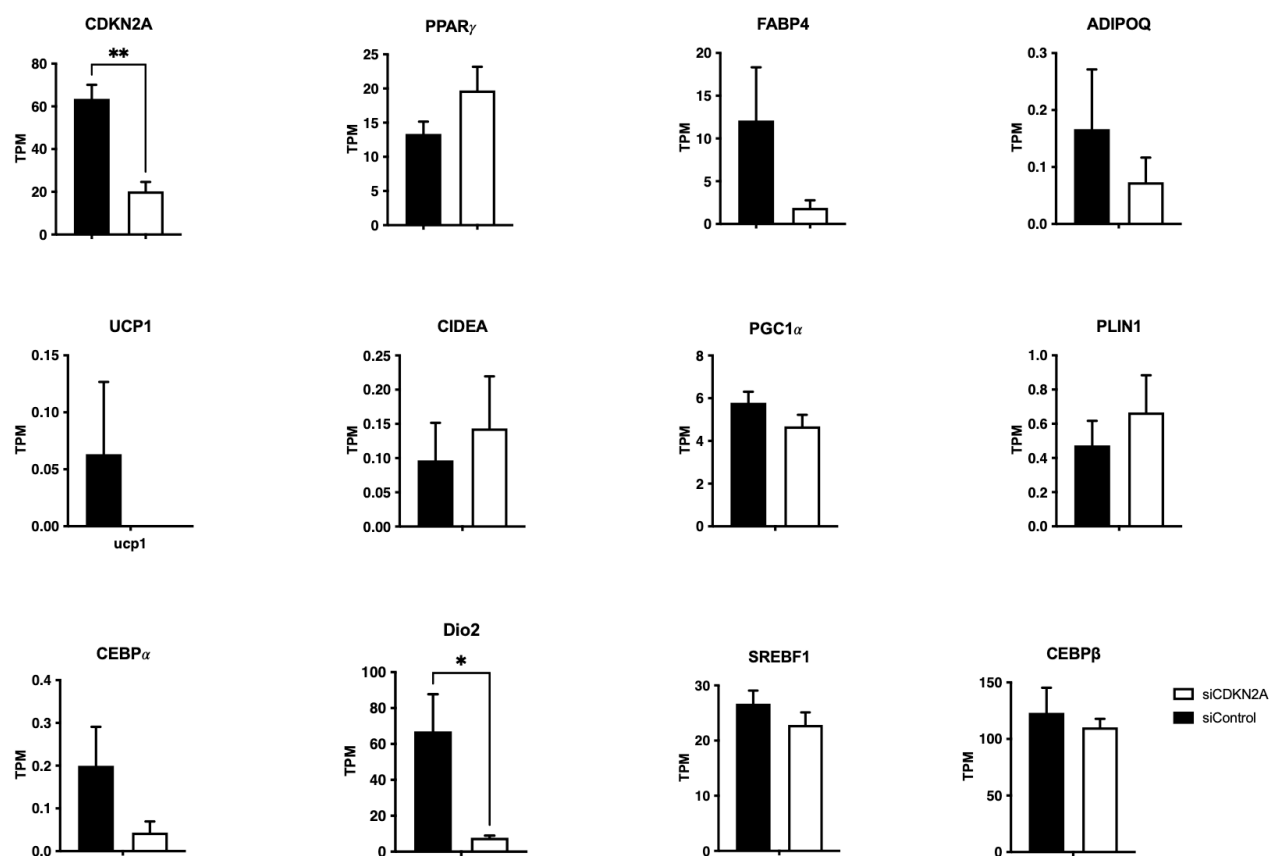 CDKN2A
**
80
60
40
20
0
TPM
PPARγ
25
20
15
10
5
0
TPM
FABP4
20
15
10
5
0
TPM
ADIPOQ
0.3
0.2
0.1
0.0
TPM
UCP1
0.15
0.10
0.05
0.00
TPM
ucp1
CIDEA
0.25
0.20
0.15
0.10
0.05
0.00
TPM
PGC1α
8
6
4
2
0
TPM
PLIN1
1.0
0.8
0.6
0.4
0.2
0.0
TPM
CEBPα
0.4
0.3
0.2
0.1
0.0
TPM
Dio2
*
100
80
60
40
20
0
TPM
SREBF1
30
20
10
0
TPM
CEBPβ
150
100
50
0
TPM
siCDKN2A
siControl